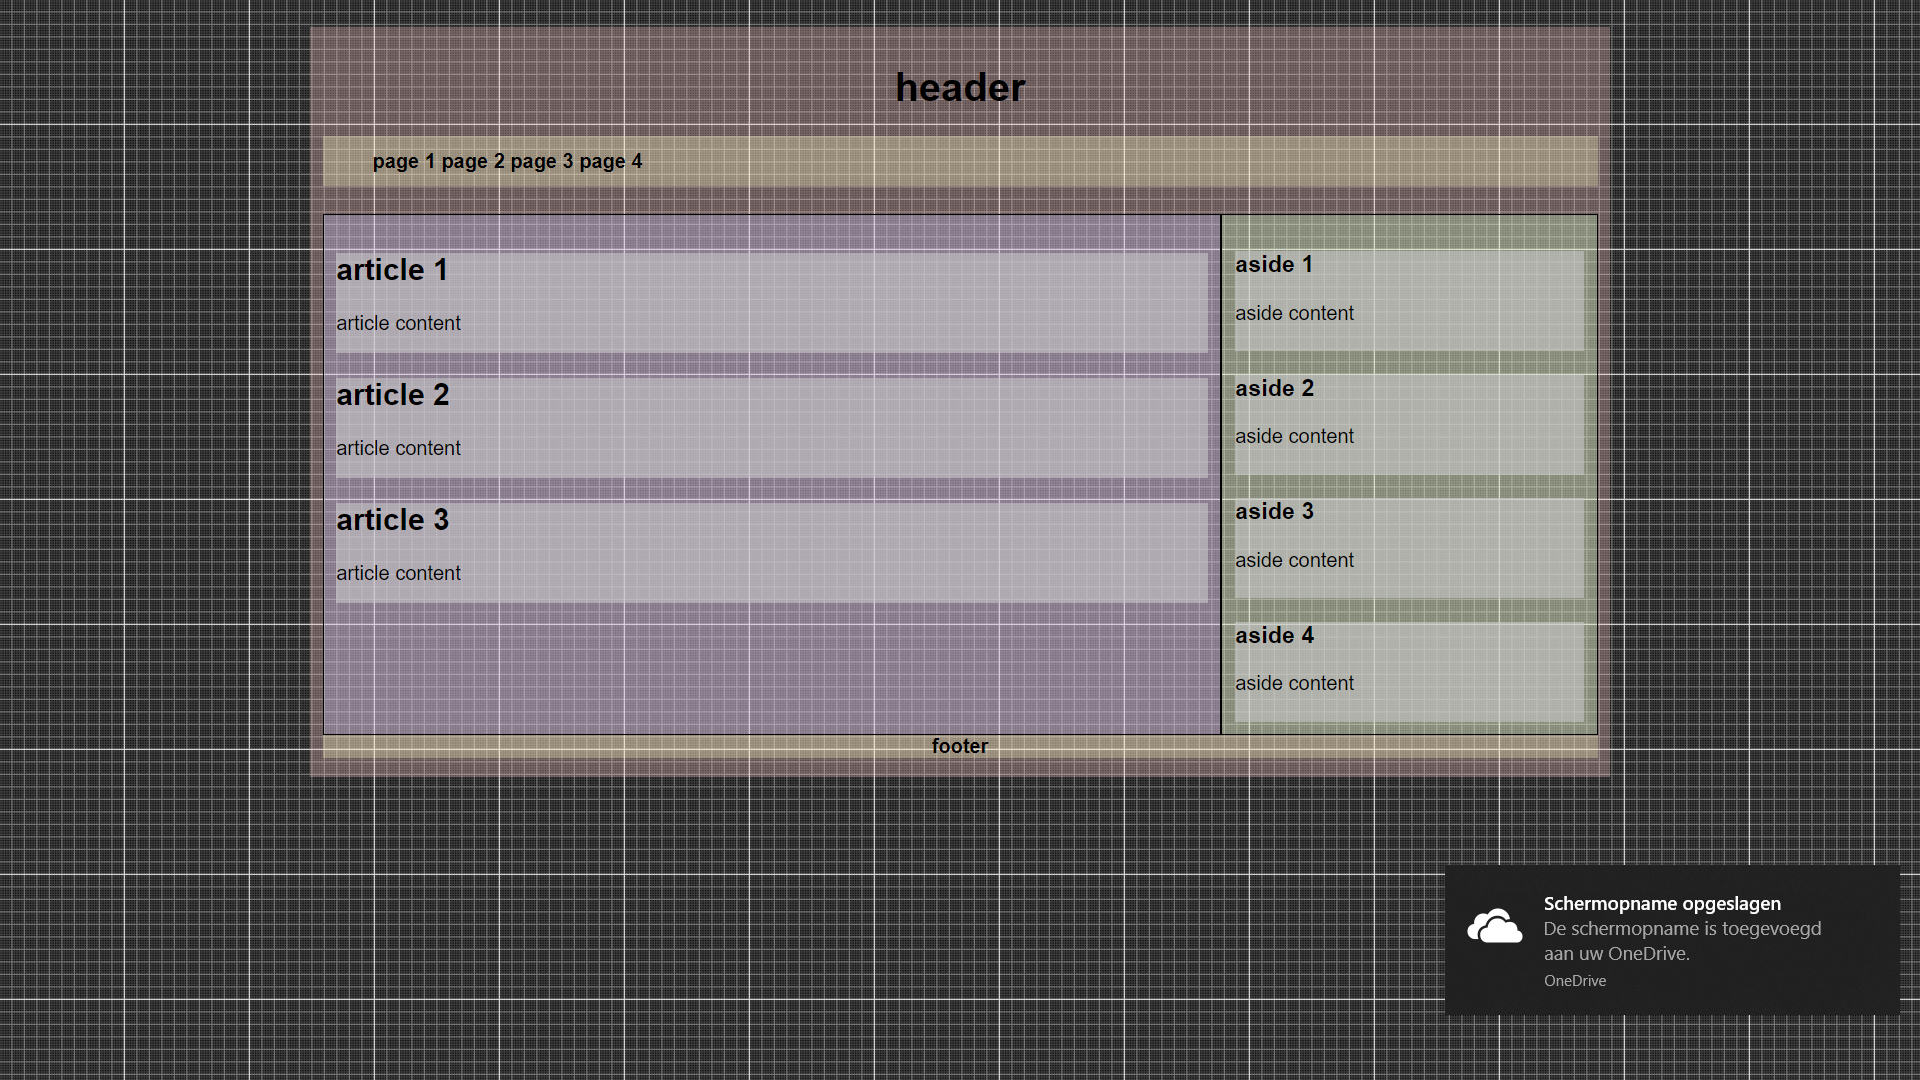 header
page 1 page 2 page 3 page 4
article 1
article content
article 2
article content
article 3
article content
aside 1
aside content
aside 2
aside content
aside 3
aside content
aside 4
aside content
footer
Schermopname opgeslagen
De schermopname is toegevoegd
aan uw OneDrive.
OneDrive